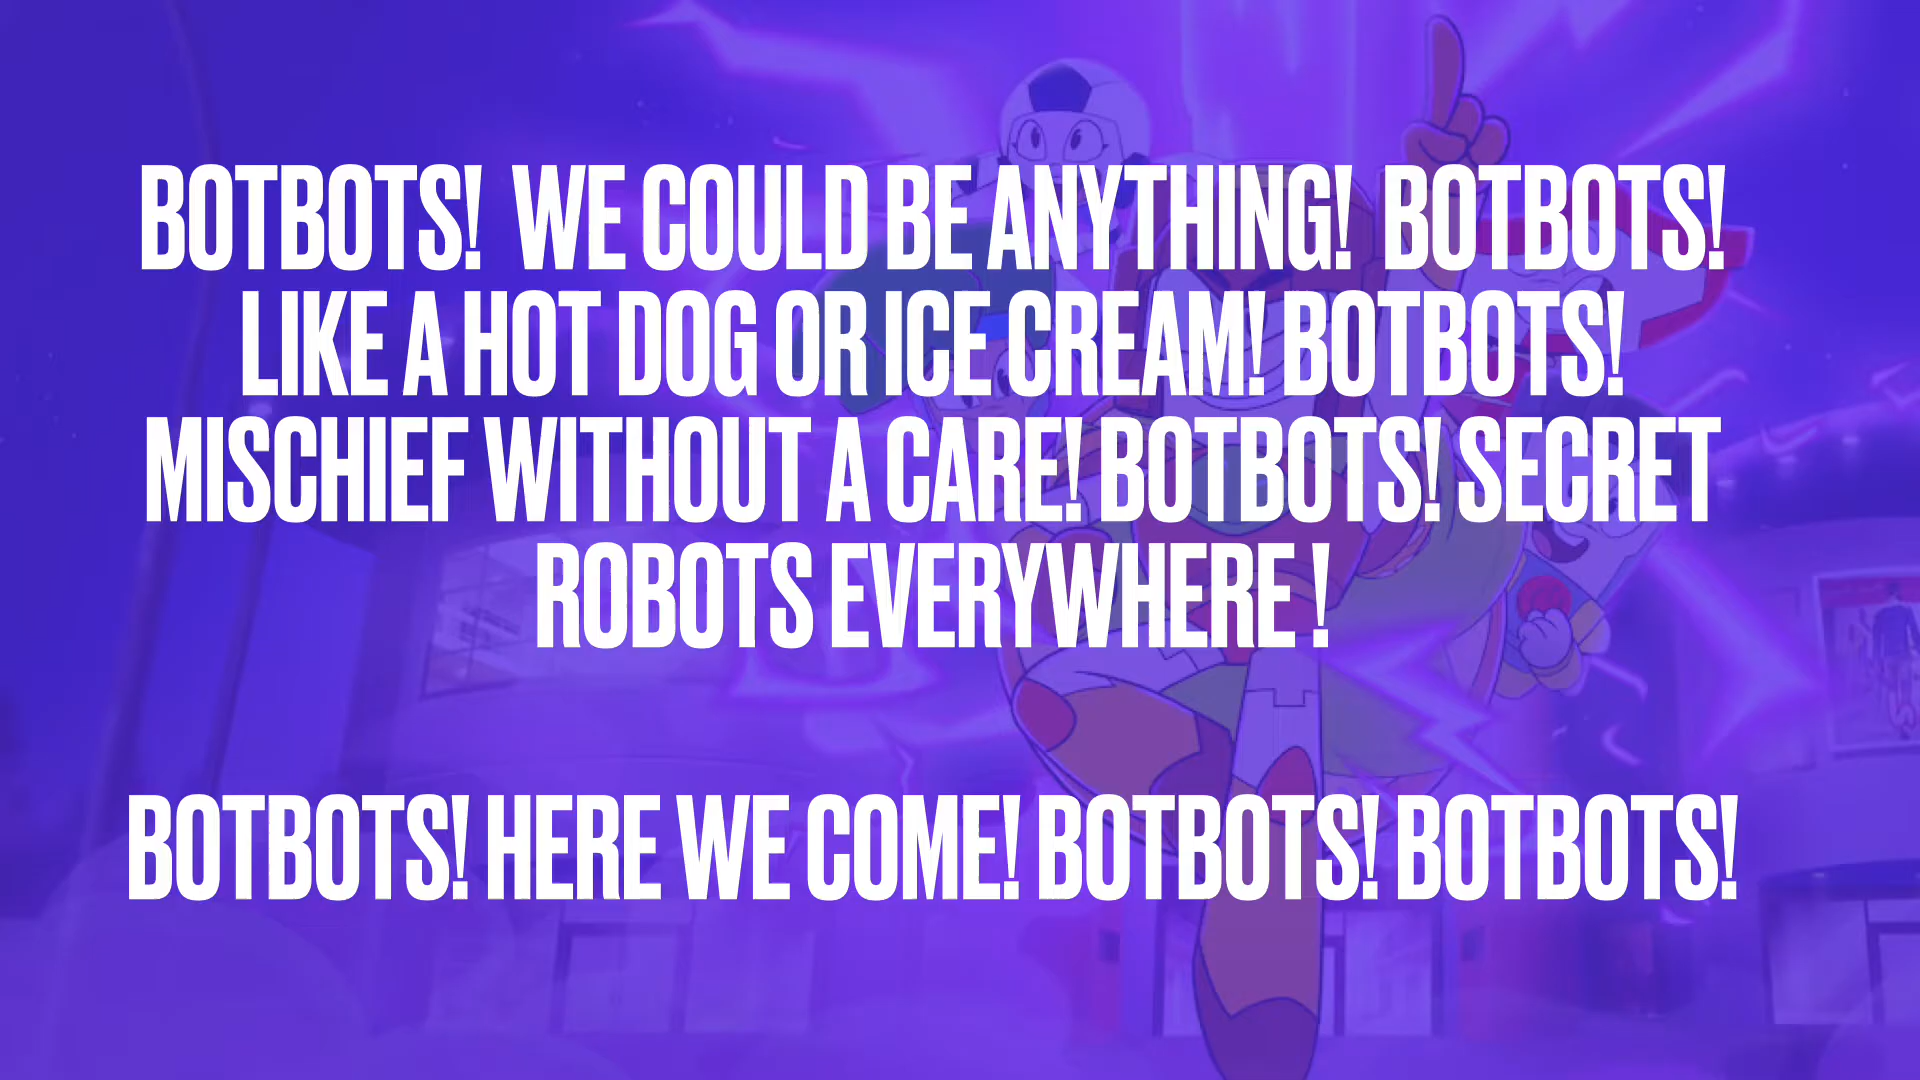 BOTBOTS! WE COULD BE ANYTHING! BOTBOTS!
LIKE A HOT DOG OR ICE CREAM! BOTBOTS!
MISCHIEF WITHOUT A CARE! BOTBOTS! SECRET
ROBOTS EVERYWHERE !
BOTBOTS! HERE WE COME! BOTBOTS! BOTBOTS!